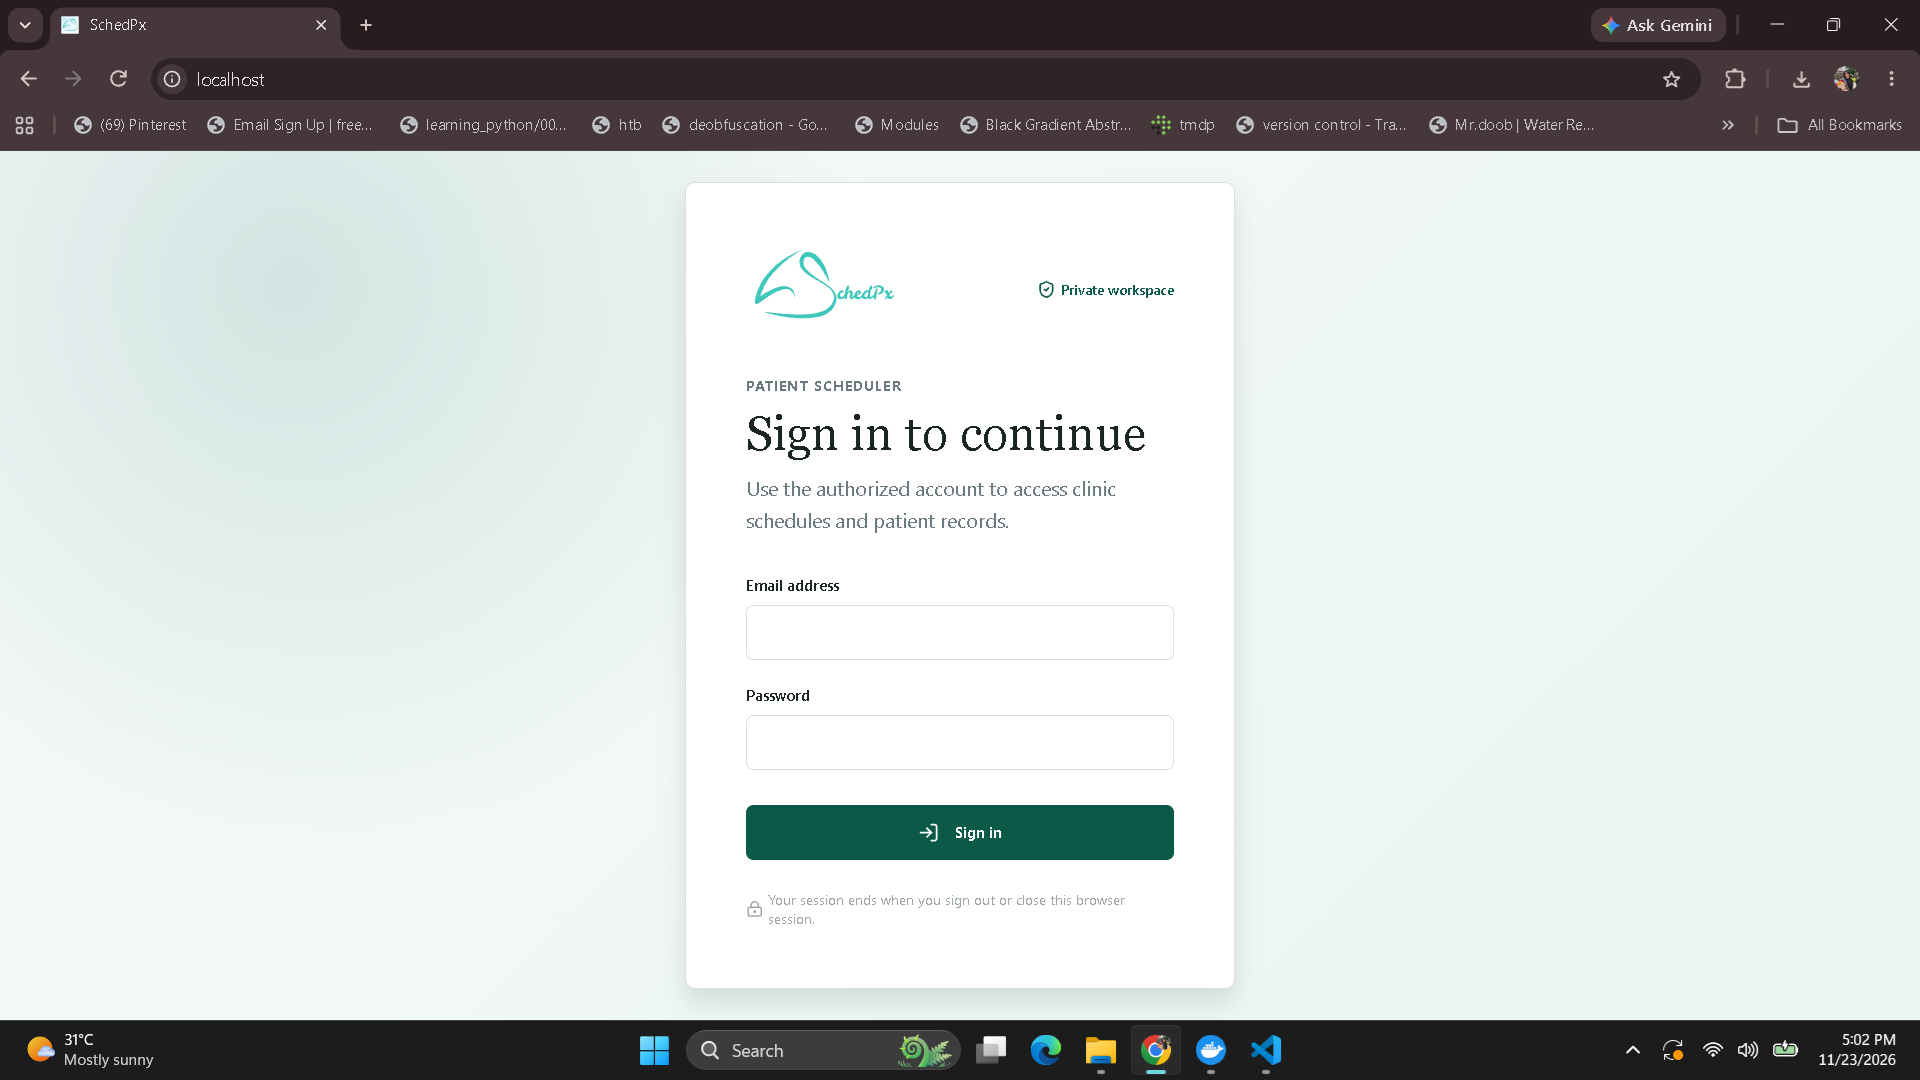 SchedPx
Ask Gemini
localhost
(69) Pinterest
Email Sign Up | free...
learning_python/00...
htb
deobfuscation - Go...
Modules
Black Gradient Abstr...
tmdp
version control - Tra...
Mr.doob | Water Re...
All Bookmarks
SchedPx
Private workspace
PATIENT SCHEDULER
Sign in to continue
Use the authorized account to access clinic
schedules and patient records.
Email address
Password
Sign in
Your session ends when you sign out or close this browser
session.
31°C
Mostly sunny
Search
5:02 PM
11/23/2026